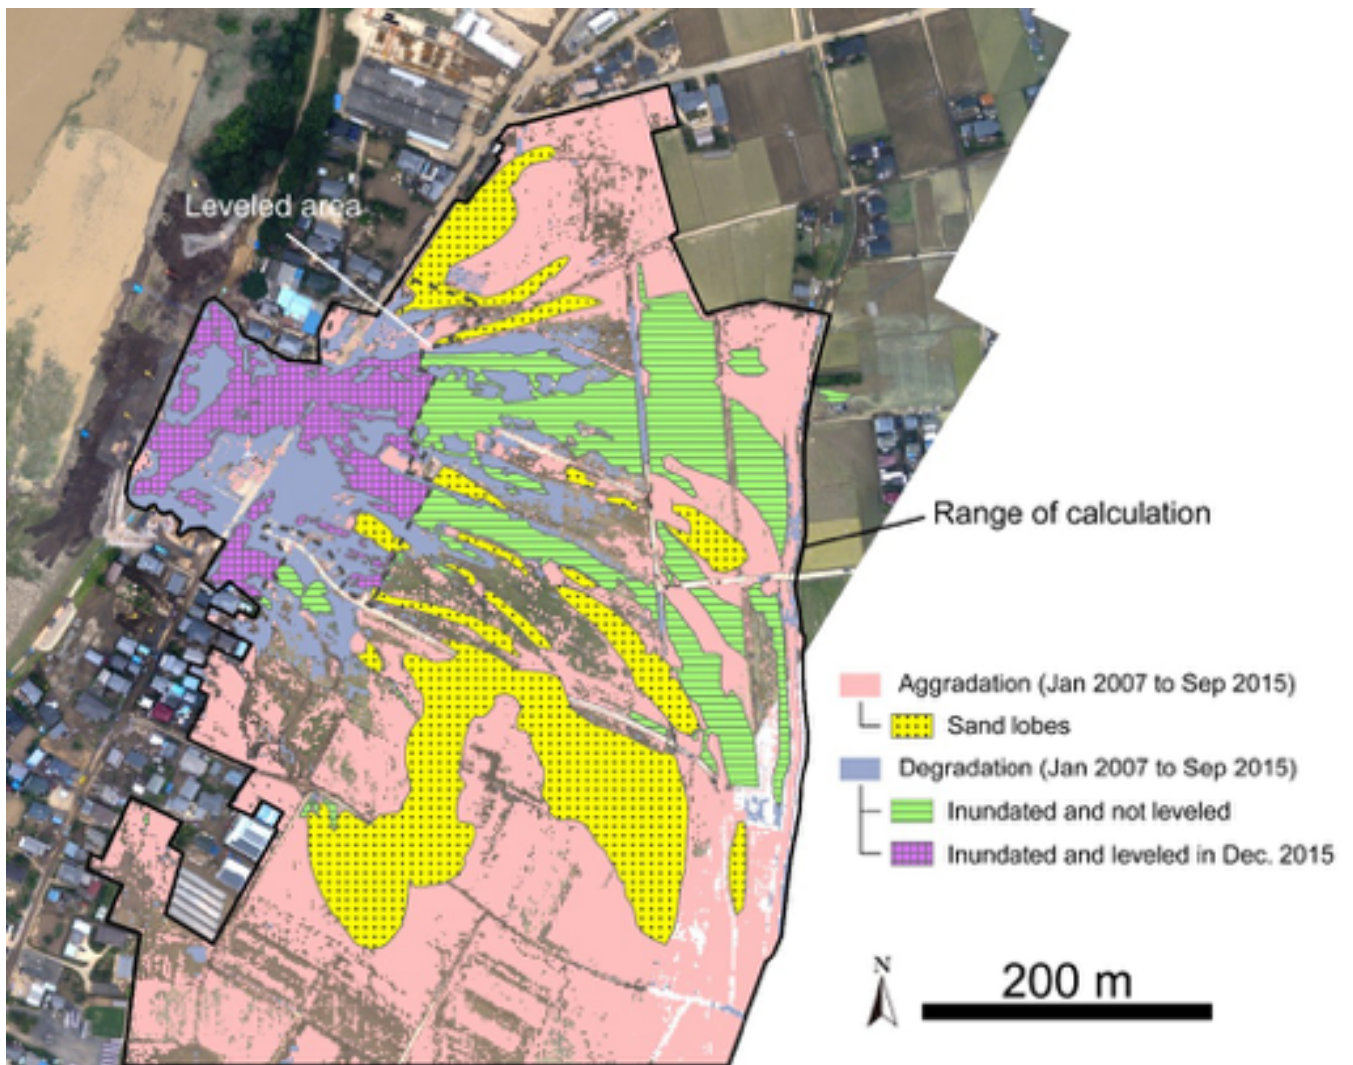 Leveled area
Range of calculation
Aggradation (Jan 2007 to Sep 2015)
Sand lobes
Degradation (Jan 2007 to Sep 2015)
Inundated and not leveled
Inundated and leveled in Dec. 2015
N
200 m